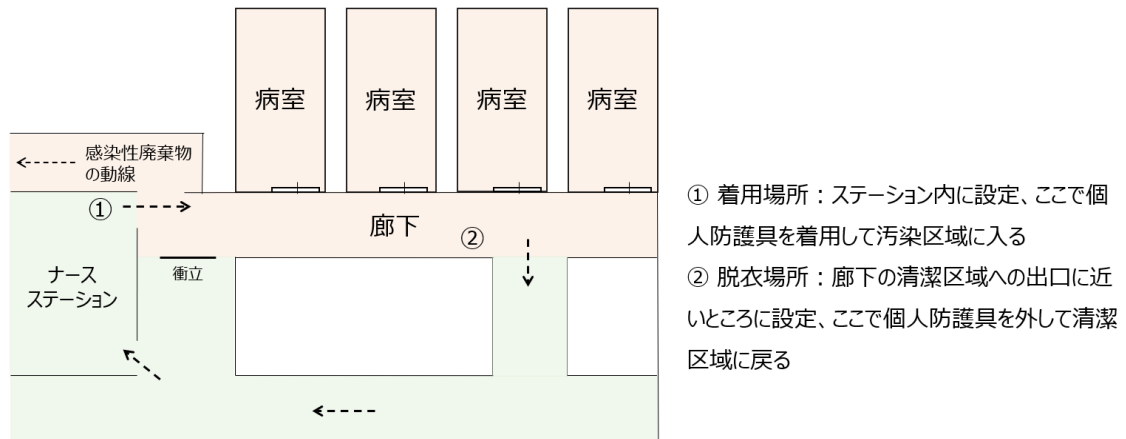 病室
病室
病室
病室
感染性廃棄物
の動線
①
廊下
②
衝立
ナース
ステーション
① 着用場所：ステーション内に設定、ここで個
人防護具を着用して汚染区域に入る
② 脱衣場所：廊下の清潔区域への出口に近
いところに設定、ここで個人防護具を外して清潔
区域に戻る